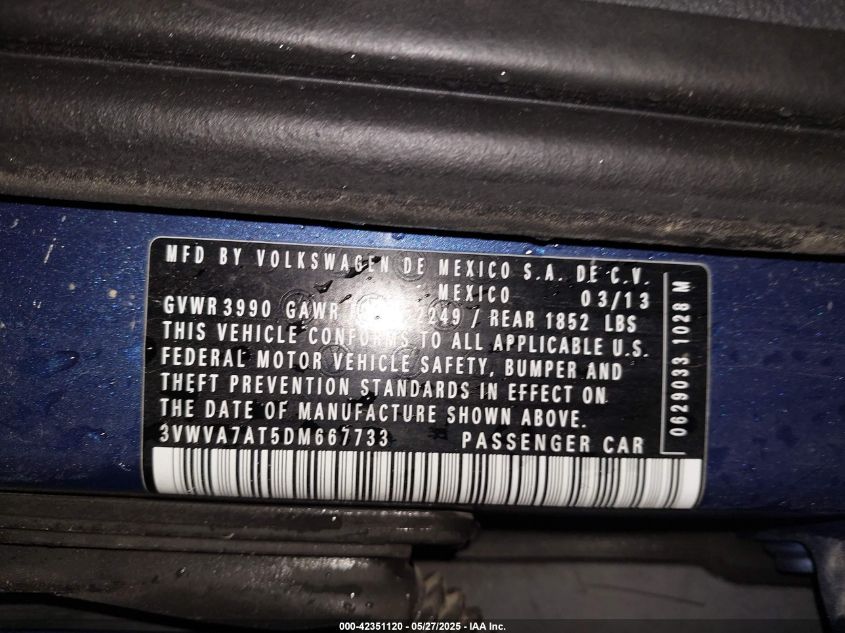 MFD BY VOLKSWAGEN DE MEXICO S.A. DE C.V.
MEXICO 03/13
GVWR 3990 GAWR 2249 / REAR 1852 LBS
THIS VEHICLE CONFORMS TO ALL APPLICABLE U.S.
FEDERAL MOTOR VEHICLE SAFETY, BUMPER AND
THEFT PREVENTION STANDARDS IN EFFECT ON
THE DATE OF MANUFACTURE SHOWN ABOVE.
3VWVA7AT5DM667733 PASSENGER CAR
0629033 1028 M
000-42351120 - 05/27/2025 - IAA Inc.